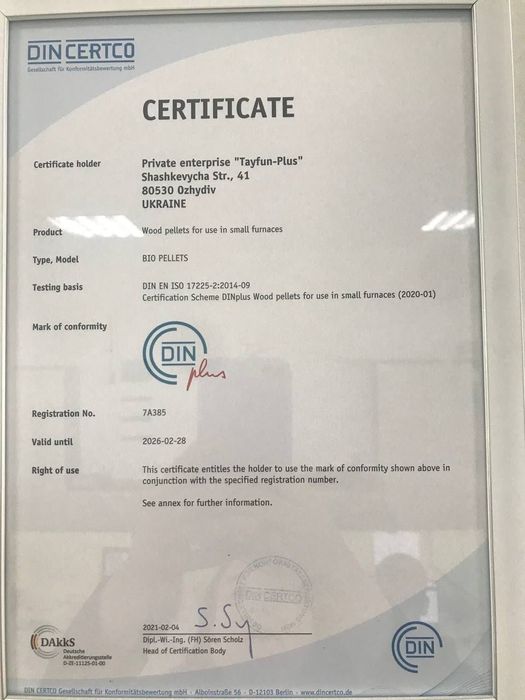 DIN CERTCO
Gesellschaft für Konformitätsbewertung mbH
CERTIFICATE
Certificate holder
Private enterprise "Tayfun-Plus"
Shashkevycha Str., 41
80530 Ozhydiv
UKRAINE
Product
Wood pellets for use in small furnaces
Type, Model
BIO PELLETS
Testing basis
DIN EN ISO 17225-2:2014-09
Certification Scheme DINplus Wood pellets for use in small furnaces (2020-01)
Mark of conformity
DIN
plus
Registration No.
7A385
Valid until
2026-02-28
Right of use
This certificate entitles the holder to use the mark of conformity shown above in
conjunction with the specified registration number.
See annex for further information.
DIN CERTCO
2021-02-04
Dipl.-Wi.-Ing. (FH) Sören Scholz
Head of Certification Body
DAkkS
Deutsche
Akkreditierungsstelle
D-ZE-11125-01-00
DIN
DIN CERTCO Gesellschaft für Konformitätsbewertung mbH · Alboinstraße 56 · D-12103 Berlin · www.dincertco.de